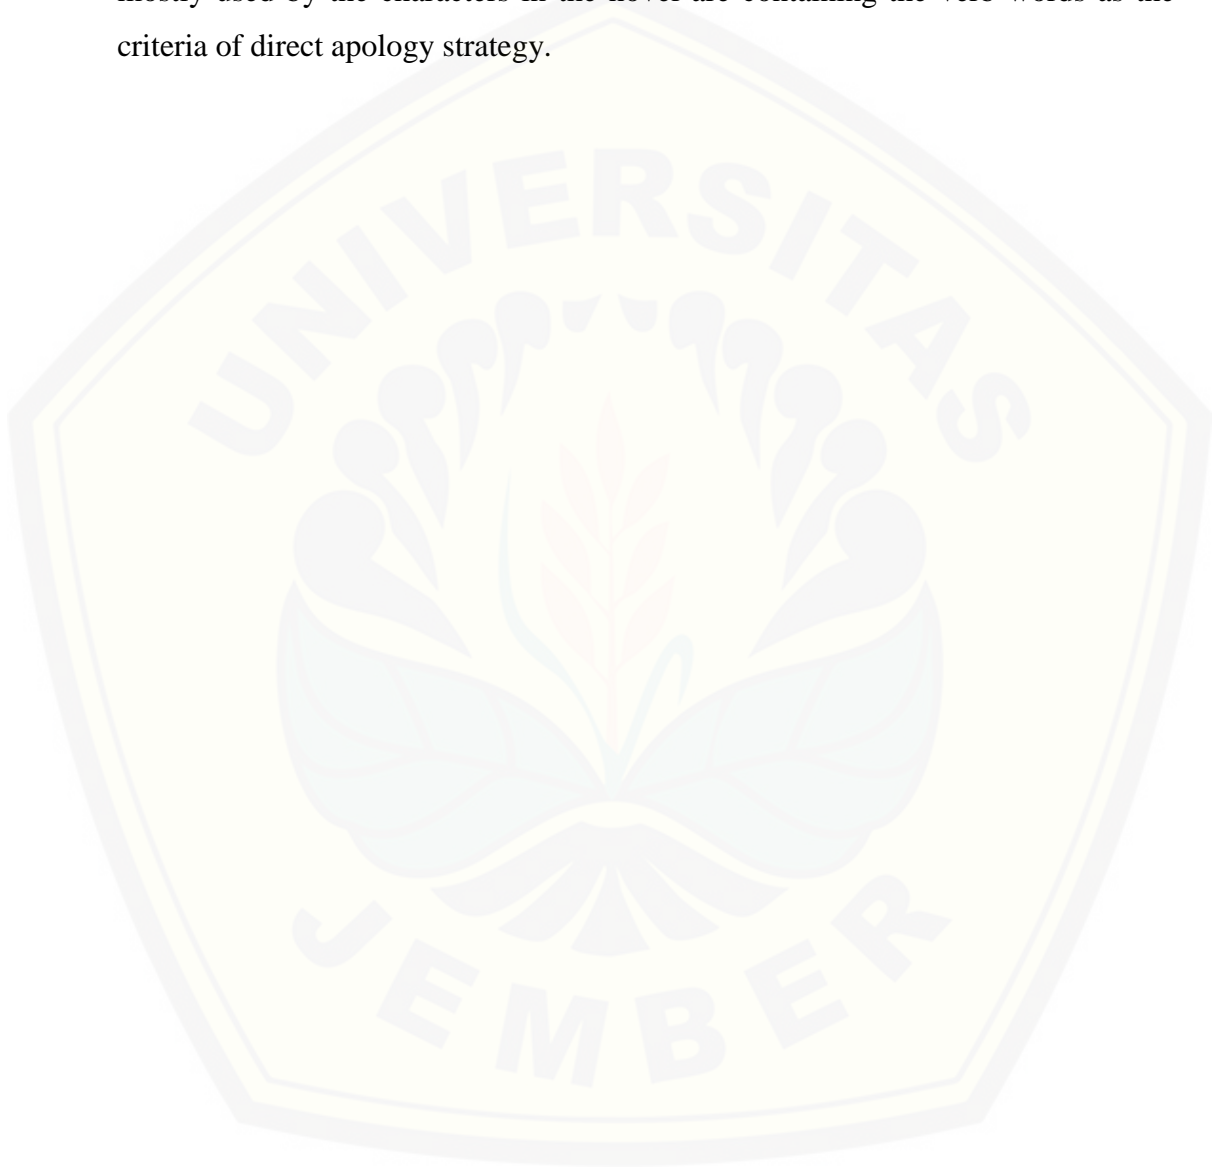 mostly used by the characters in the novel are containing the verb words as the
criteria of direct apology strategy.
UNIVERSITAS
JEMBER